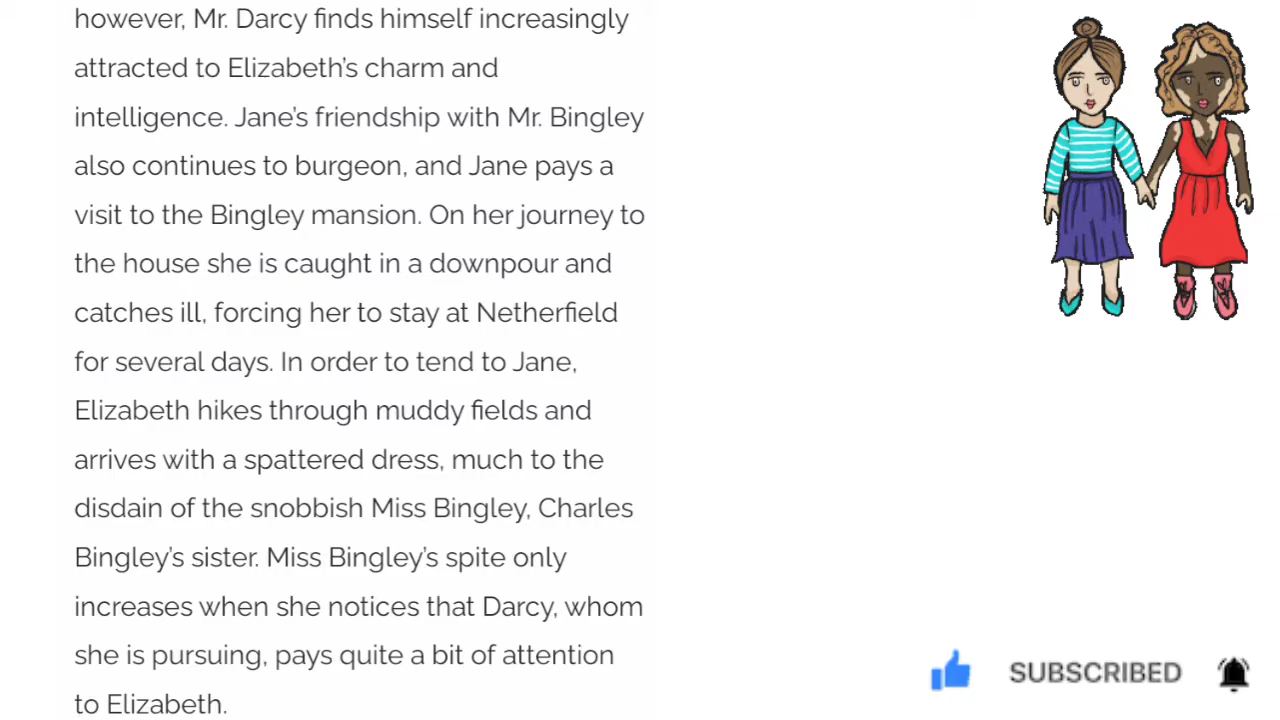 however, Mr. Darcy finds himself increasingly
attracted to Elizabeth’s charm and
intelligence. Jane’s friendship with Mr. Bingley
also continues to burgeon, and Jane pays a
visit to the Bingley mansion. On her journey to
the house she is caught in a downpour and
catches ill, forcing her to stay at Netherfield
for several days. In order to tend to Jane,
Elizabeth hikes through muddy fields and
arrives with a spattered dress, much to the
disdain of the snobbish Miss Bingley, Charles
Bingley’s sister. Miss Bingley’s spite only
increases when she notices that Darcy, whom
she is pursuing, pays quite a bit of attention
to Elizabeth.
SUBSCRIBED